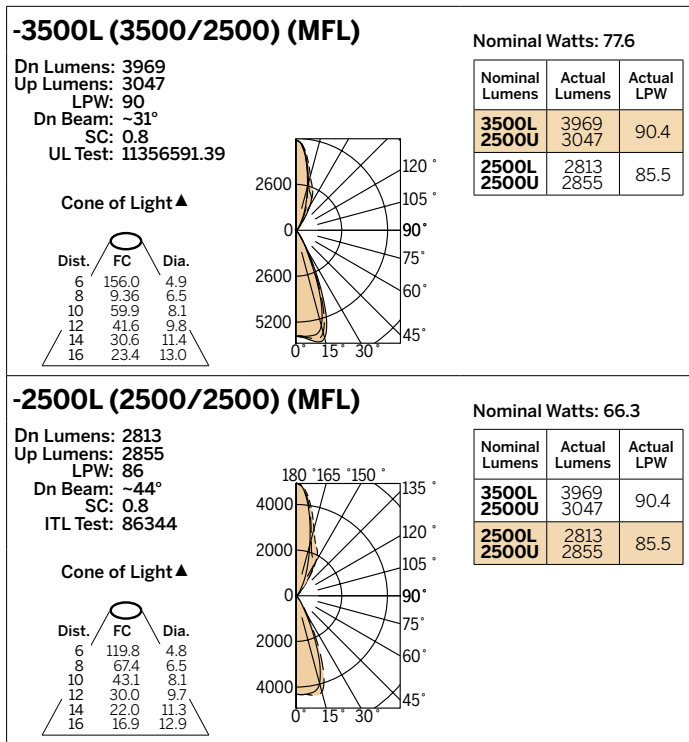 -3500L (3500/2500) (MFL)
Dn Lumens: 3969
Up Lumens: 3047
LPW: 90
Dn Beam: ~31°
SC: 0.8
UL Test: 11356591.39
Cone of Light▲
Dist. FC Dia.
6 156.0 4.9
8 9.36 6.5
10 59.9 8.1
12 41.6 9.8
14 30.6 11.4
16 23.4 13.0
2600
0
2600
5200
120°
105°
90°
75°
60°
45°
0° 15° 30°
Nominal Watts: 77.6
Nominal Lumens Actual Lumens Actual LPW
3500L 3969
2500U 3047
90.4
2500L 2813
2500U 2855
85.5
-2500L (2500/2500) (MFL)
Dn Lumens: 2813
Up Lumens: 2855
LPW: 86
Dn Beam: ~44°
SC: 0.8
ITL Test: 86344
Cone of Light▲
Dist. FC Dia.
6 119.8 4.8
8 67.4 6.5
10 43.1 8.1
12 30.0 9.7
14 22.0 11.3
16 16.9 12.9
180° 165° 150°
135°
4000
2000
0
2000
4000
120°
105°
90°
75°
60°
45°
0° 15° 30°
Nominal Watts: 66.3
Nominal Lumens Actual Lumens Actual LPW
3500L 3969
2500U 3047
90.4
2500L 2813
2500U 2855
85.5